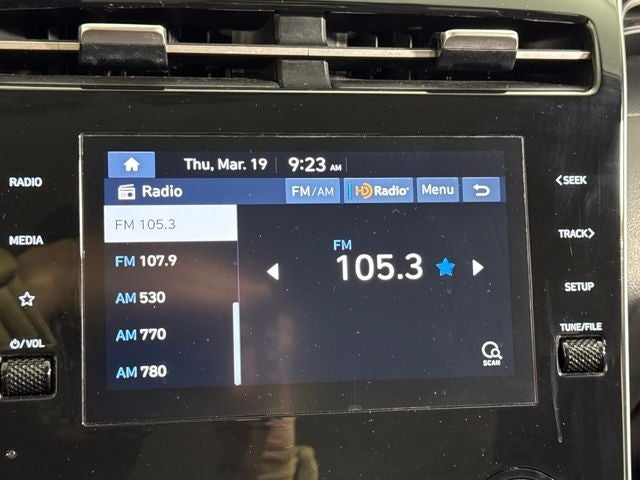 Thu, Mar. 19 9:23 AM
Radio FM/AM HD Radio Menu
RADIO
MEDIA
⏻/VOL
FM 105.3
FM 107.9
AM 530
AM 770
AM 780
FM
105.3
SCAN
<SEEK
TRACK>
SETUP
TUNE/FILE